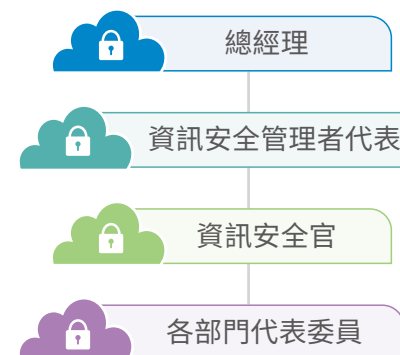 總經理
資訊安全管理者代表
資訊安全官
各部門代表委員